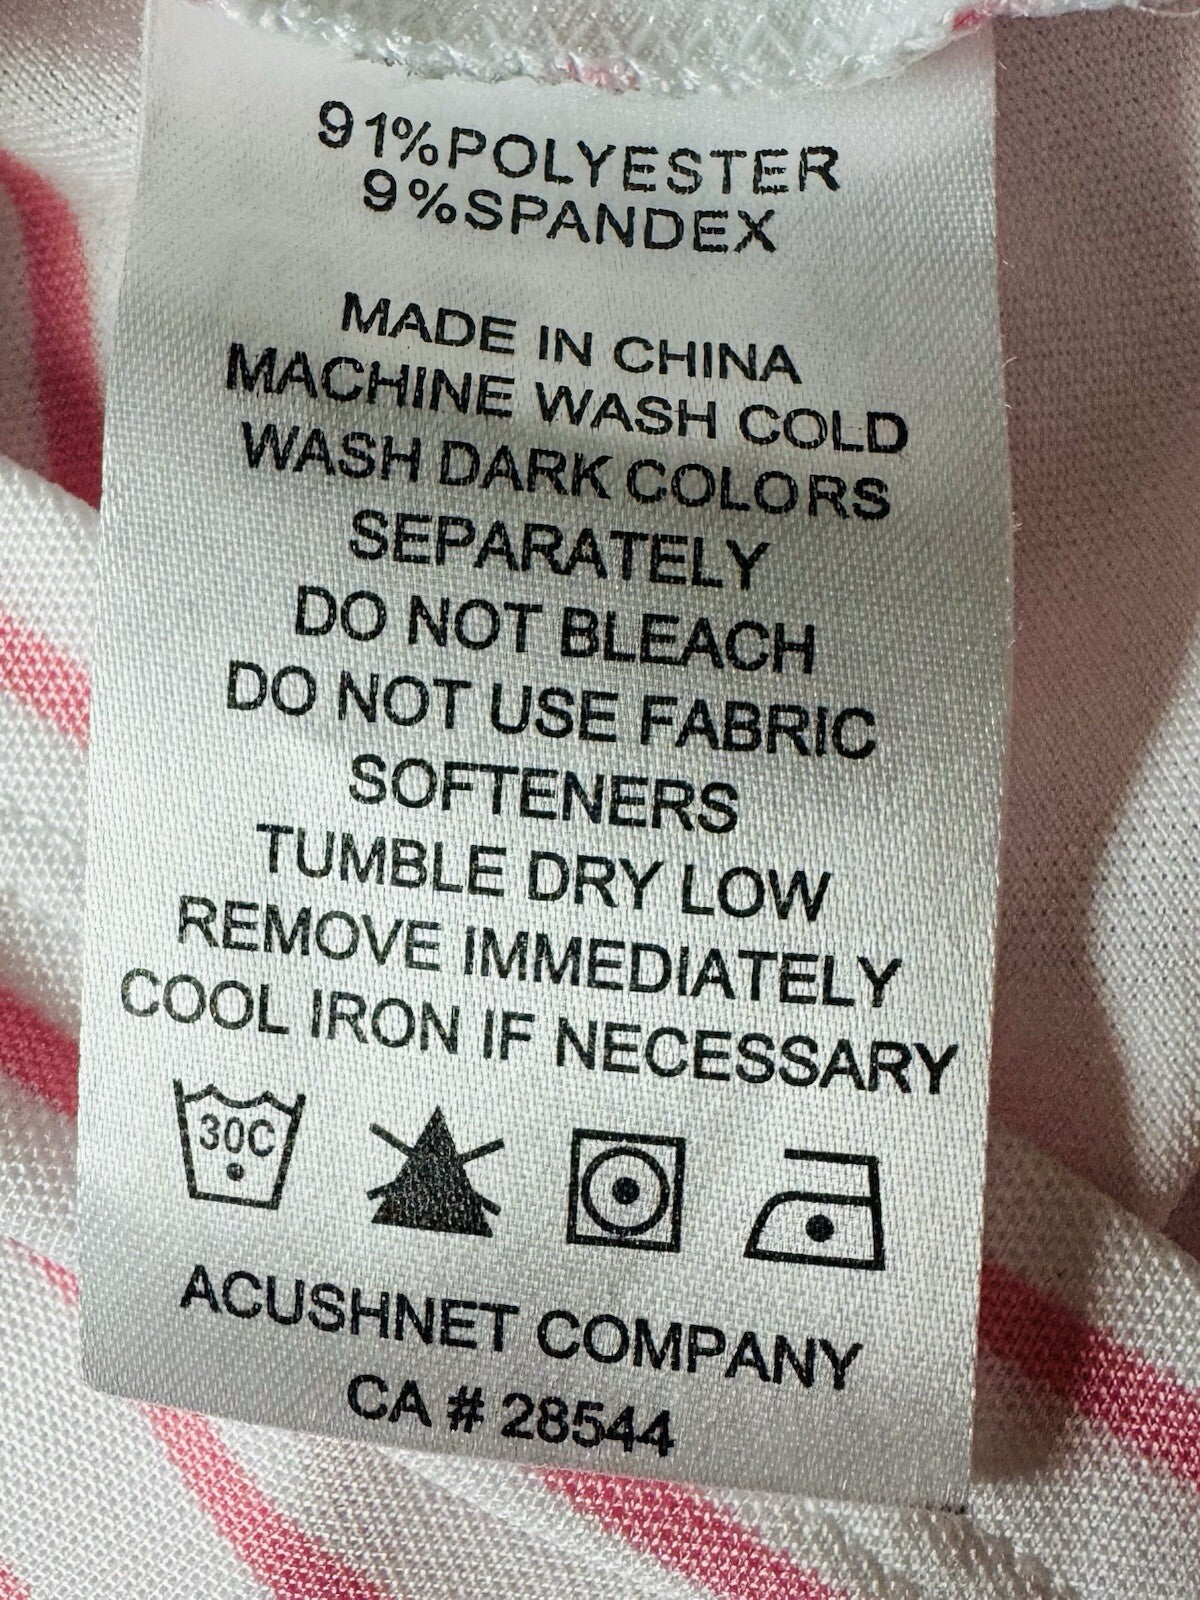 91%POLYESTER
9%SPANDEX
MADE IN CHINA
MACHINE WASH COLD
WASH DARK COLORS
SEPARATELY
DO NOT BLEACH
DO NOT USE FABRIC
SOFTENERS
TUMBLE DRY LOW
REMOVE IMMEDIATELY
COOL IRON IF NECESSARY
30C
ACUSHNET COMPANY
CA # 28544